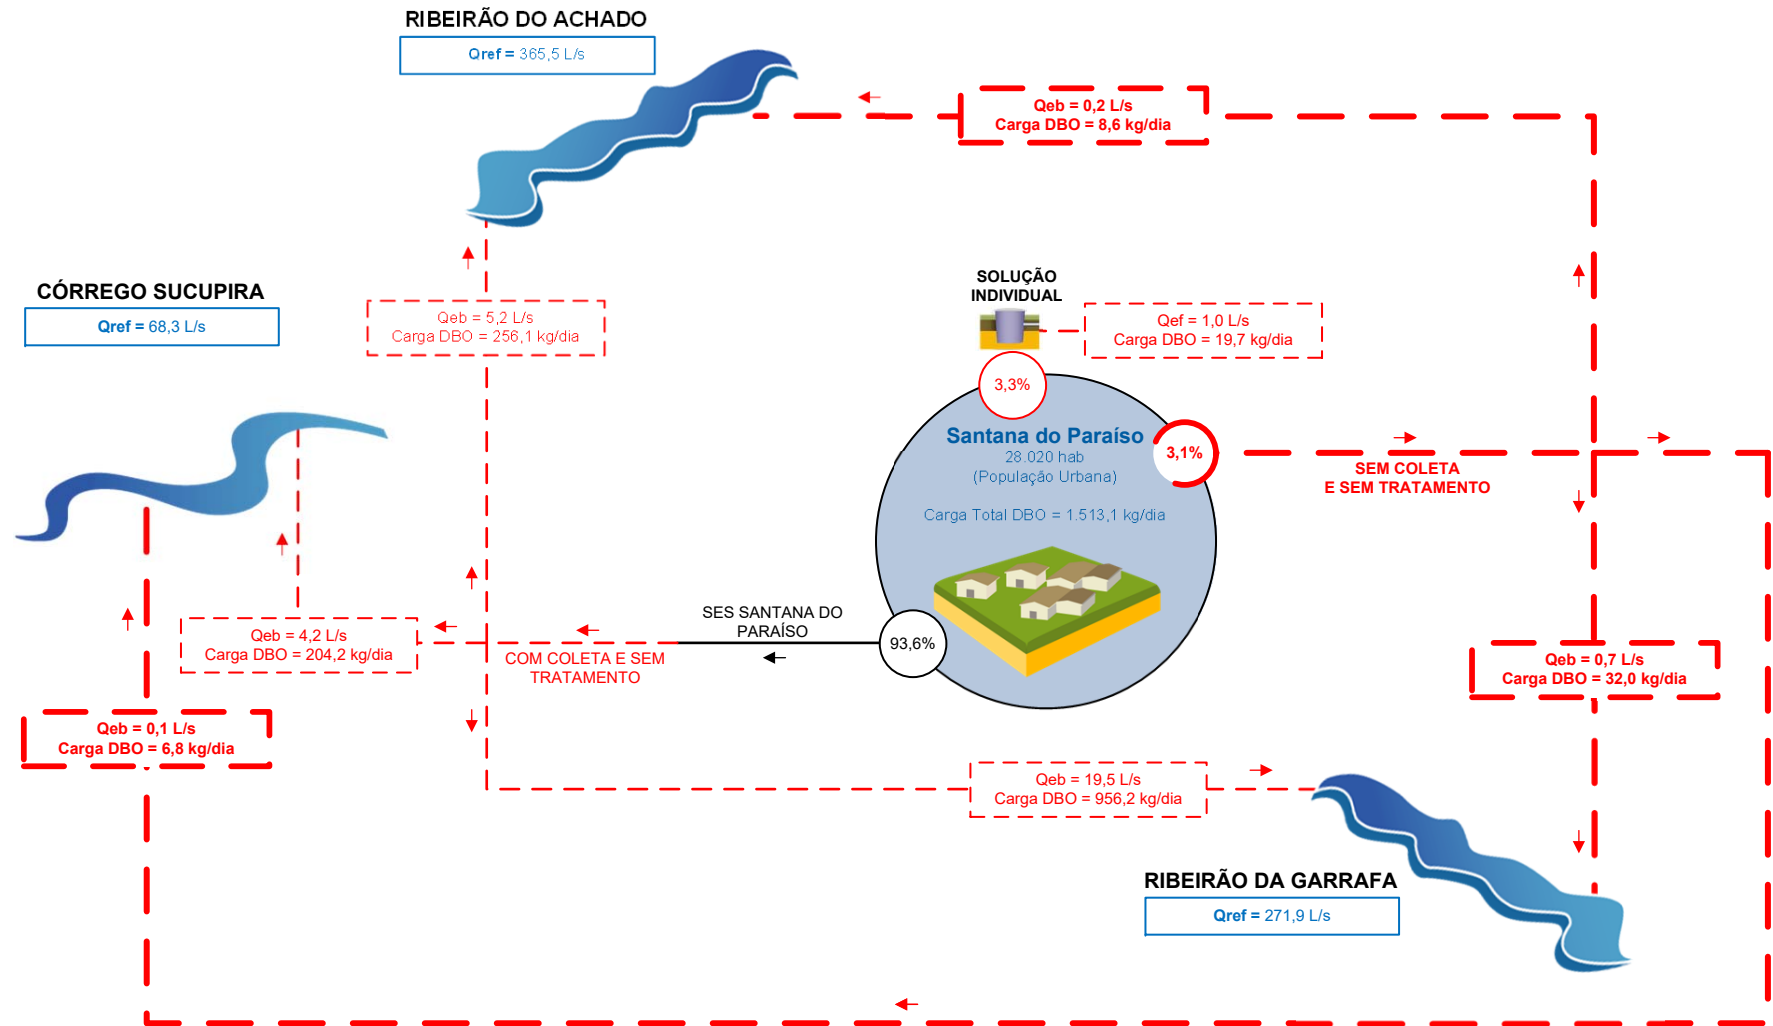 RIBEIRÃO DO ACHADO
Qref = 365,5 L/s
Qeb = 0,2 L/s
Carga DBO = 8,6 kg/dia
CÓRREGO SUCUPIRA
Qref = 68,3 L/s
Qeb = 5,2 L/s
Carga DBO = 256,1 kg/dia
SOLUÇÃO
INDIVIDUAL
Qef = 1,0 L/s
Carga DBO = 19,7 kg/dia
3,3%
Santana do Paraíso
28.020 hab
(População Urbana)
Carga Total DBO = 1.513,1 kg/dia
3,1%
SEM COLETA
E SEM TRATAMENTO
SES SANTANA DO
PARAÍSO
93,6%
COM COLETA E SEM
TRATAMENTO
Qeb = 4,2 L/s
Carga DBO = 204,2 kg/dia
Qeb = 0,7 L/s
Carga DBO = 32,0 kg/dia
Qeb = 0,1 L/s
Carga DBO = 6,8 kg/dia
Qeb = 19,5 L/s
Carga DBO = 956,2 kg/dia
RIBEIRÃO DA GARRAFA
Qref = 271,9 L/s